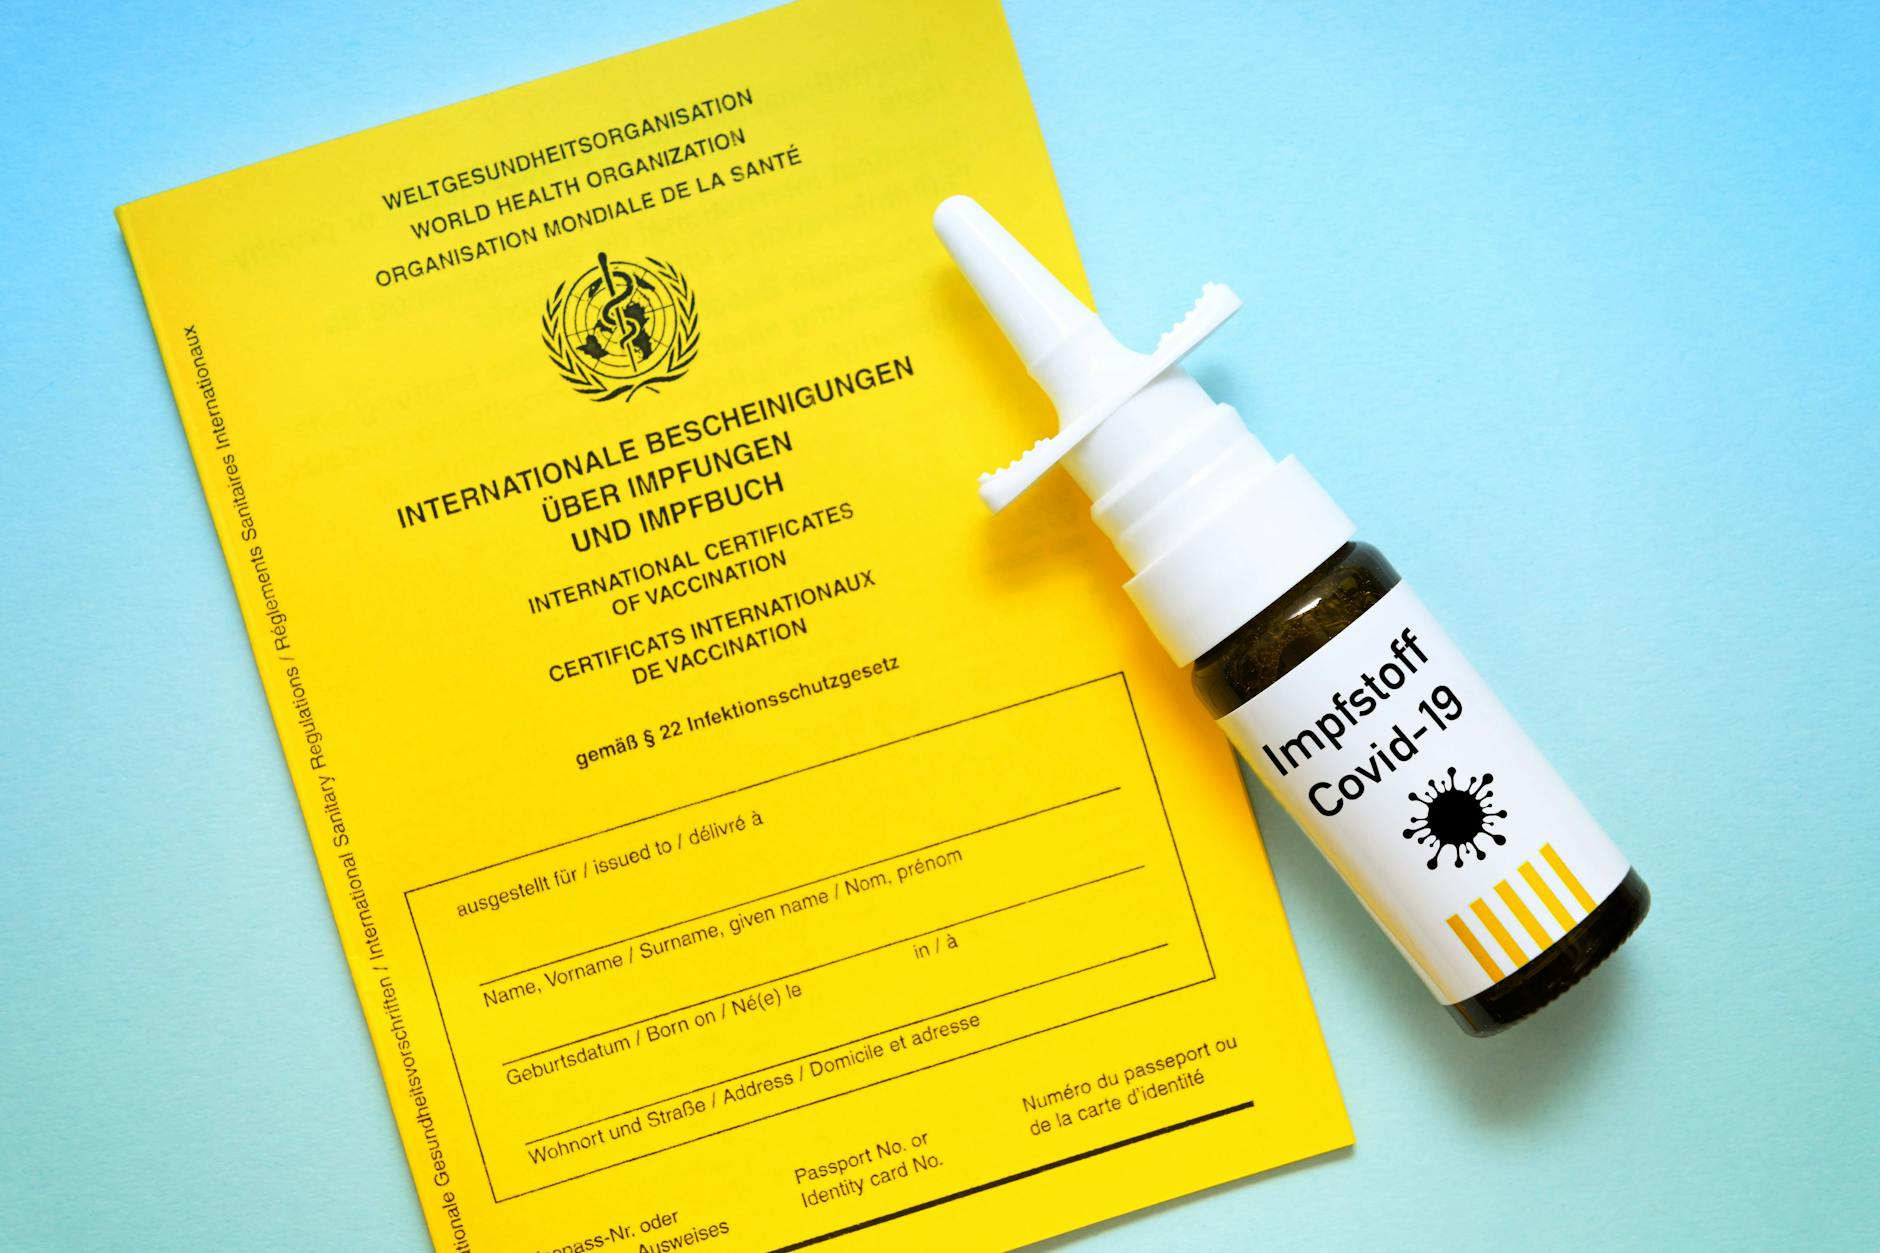 WELTGESUNDHEITSORGANISATION
WORLD HEALTH ORGANIZATION
ORGANISATION MONDIALE DE LA SANTÉ
INTERNATIONALE BESCHEINIGUNGEN
ÜBER IMPFUNGEN
UND IMPFBUCH
INTERNATIONAL CERTIFICATES
OF VACCINATION
CERTIFICATS INTERNATIONAUX
DE VACCINATION
gemäß § 22 Infektionsschutzgesetz
ausgestellt für / issued to / délivré à
Name, Vorname / Surname, given name / Nom, prénom
Geburtsdatum / Born on / Né(e) le in / à
Wohnort und Straße / Address / Domicile et adresse
oder
Ausweises
Passport No. or
Identity card No.
Numéro du passeport ou
de la carte d'identité
Gesundheitsvorschriften / International Sanitary Regulations / Règlements Sanitaires Internationaux
Impfstoff
Covid-19